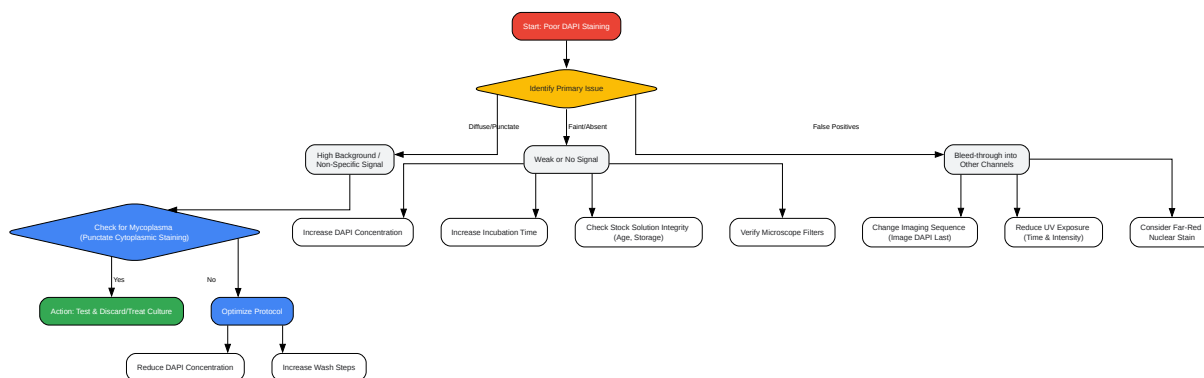 Start: Poor DAPI Staining
Identify Primary Issue
Diffuse/Punctate
Faint/Absent
False Positives
High Background /
Non-Specific Signal
Weak or No Signal
Bleed-through into
Other Channels
Check for Mycoplasma
(Punctate Cytoplasmic Staining)
Increase DAPI Concentration
Increase Incubation Time
Check Stock Solution Integrity
(Age, Storage)
Verify Microscope Filters
Change Imaging Sequence
(Image DAPI Last)
Reduce UV Exposure
(Time & Intensity)
Consider Far-Red
Nuclear Stain
Yes
No
Action: Test & Discard/Treat Culture
Optimize Protocol
Reduce DAPI Concentration
Increase Wash Steps